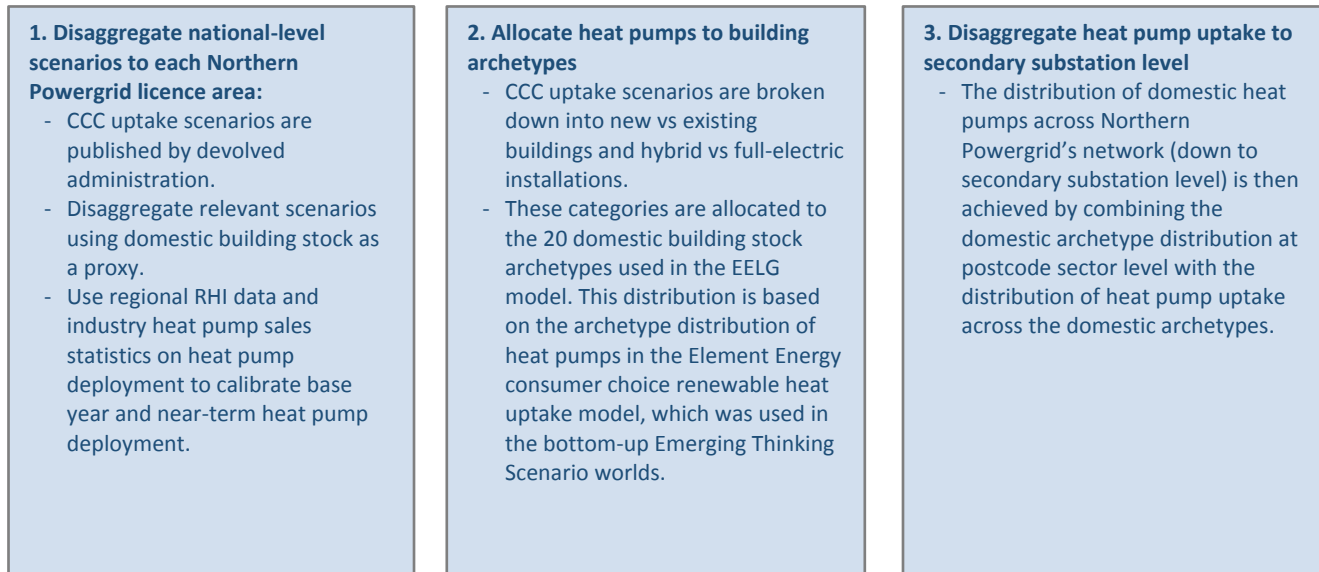 1. Disaggregate national-level
scenarios to each Northern
Powergrid licence area:
- CCC uptake scenarios are
published by devolved
administration.
- Disaggregate relevant scenarios
using domestic building stock as
a proxy.
- Use regional RHI data and
industry heat pump sales
statistics on heat pump
deployment to calibrate base
year and near-term heat pump
deployment.
2. Allocate heat pumps to building
archetypes
- CCC uptake scenarios are broken
down into new vs existing
buildings and hybrid vs full-electric
installations.
- These categories are allocated to
the 20 domestic building stock
archetypes used in the EELG
model. This distribution is based
on the archetype distribution of
heat pumps in the Element Energy
consumer choice renewable heat
uptake model, which was used in
the bottom-up Emerging Thinking
Scenario worlds.
3. Disaggregate heat pump uptake to
secondary substation level
- The distribution of domestic heat
pumps across Northern
Powergrid’s network (down to
secondary substation level) is then
achieved by combining the
domestic archetype distribution at
postcode sector level with the
distribution of heat pump uptake
across the domestic archetypes.